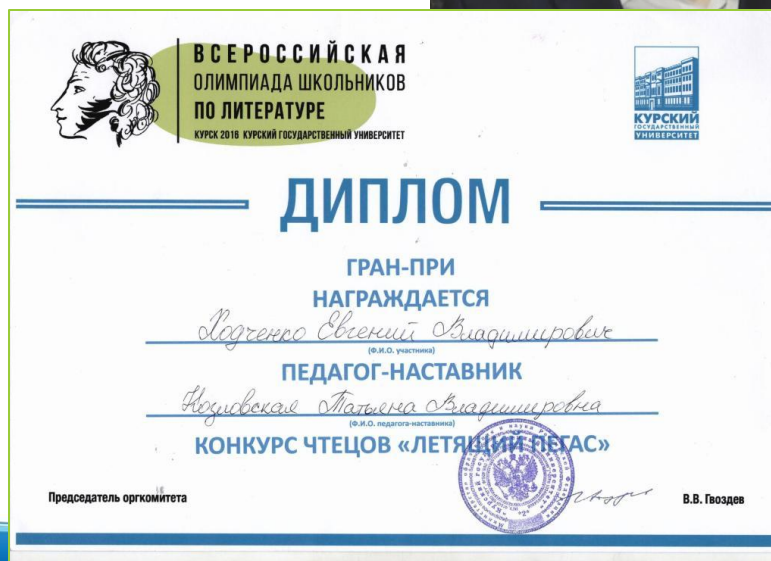 ВСЕРОССИЙСКАЯ
ОЛИМПИАДА ШКОЛЬНИКОВ
ПО ЛИТЕРАТУРЕ
КУРСК 2016 КУРСКИЙ ГОСУДАРСТВЕННЫЙ УНИВЕРСИТЕТ
КУРСКИЙ
ГОСУДАРСТВЕННЫЙ
УНИВЕРСИТЕТ
ДИПЛОМ
ГРАН-ПРИ
НАГРАЖДАЕТСЯ
Ходченко Евгений Владимирович
(Ф.И.О. участника)
ПЕДАГОГ-НАСТАВНИК
Козловская Татьяна Владимировна
(Ф.И.О. педагога-наставника)
КОНКУРС ЧТЕЦОВ «ЛЕТЯЩИЙ ПЕГАС»
Председатель оргкомитета
В.В. Гвоздев